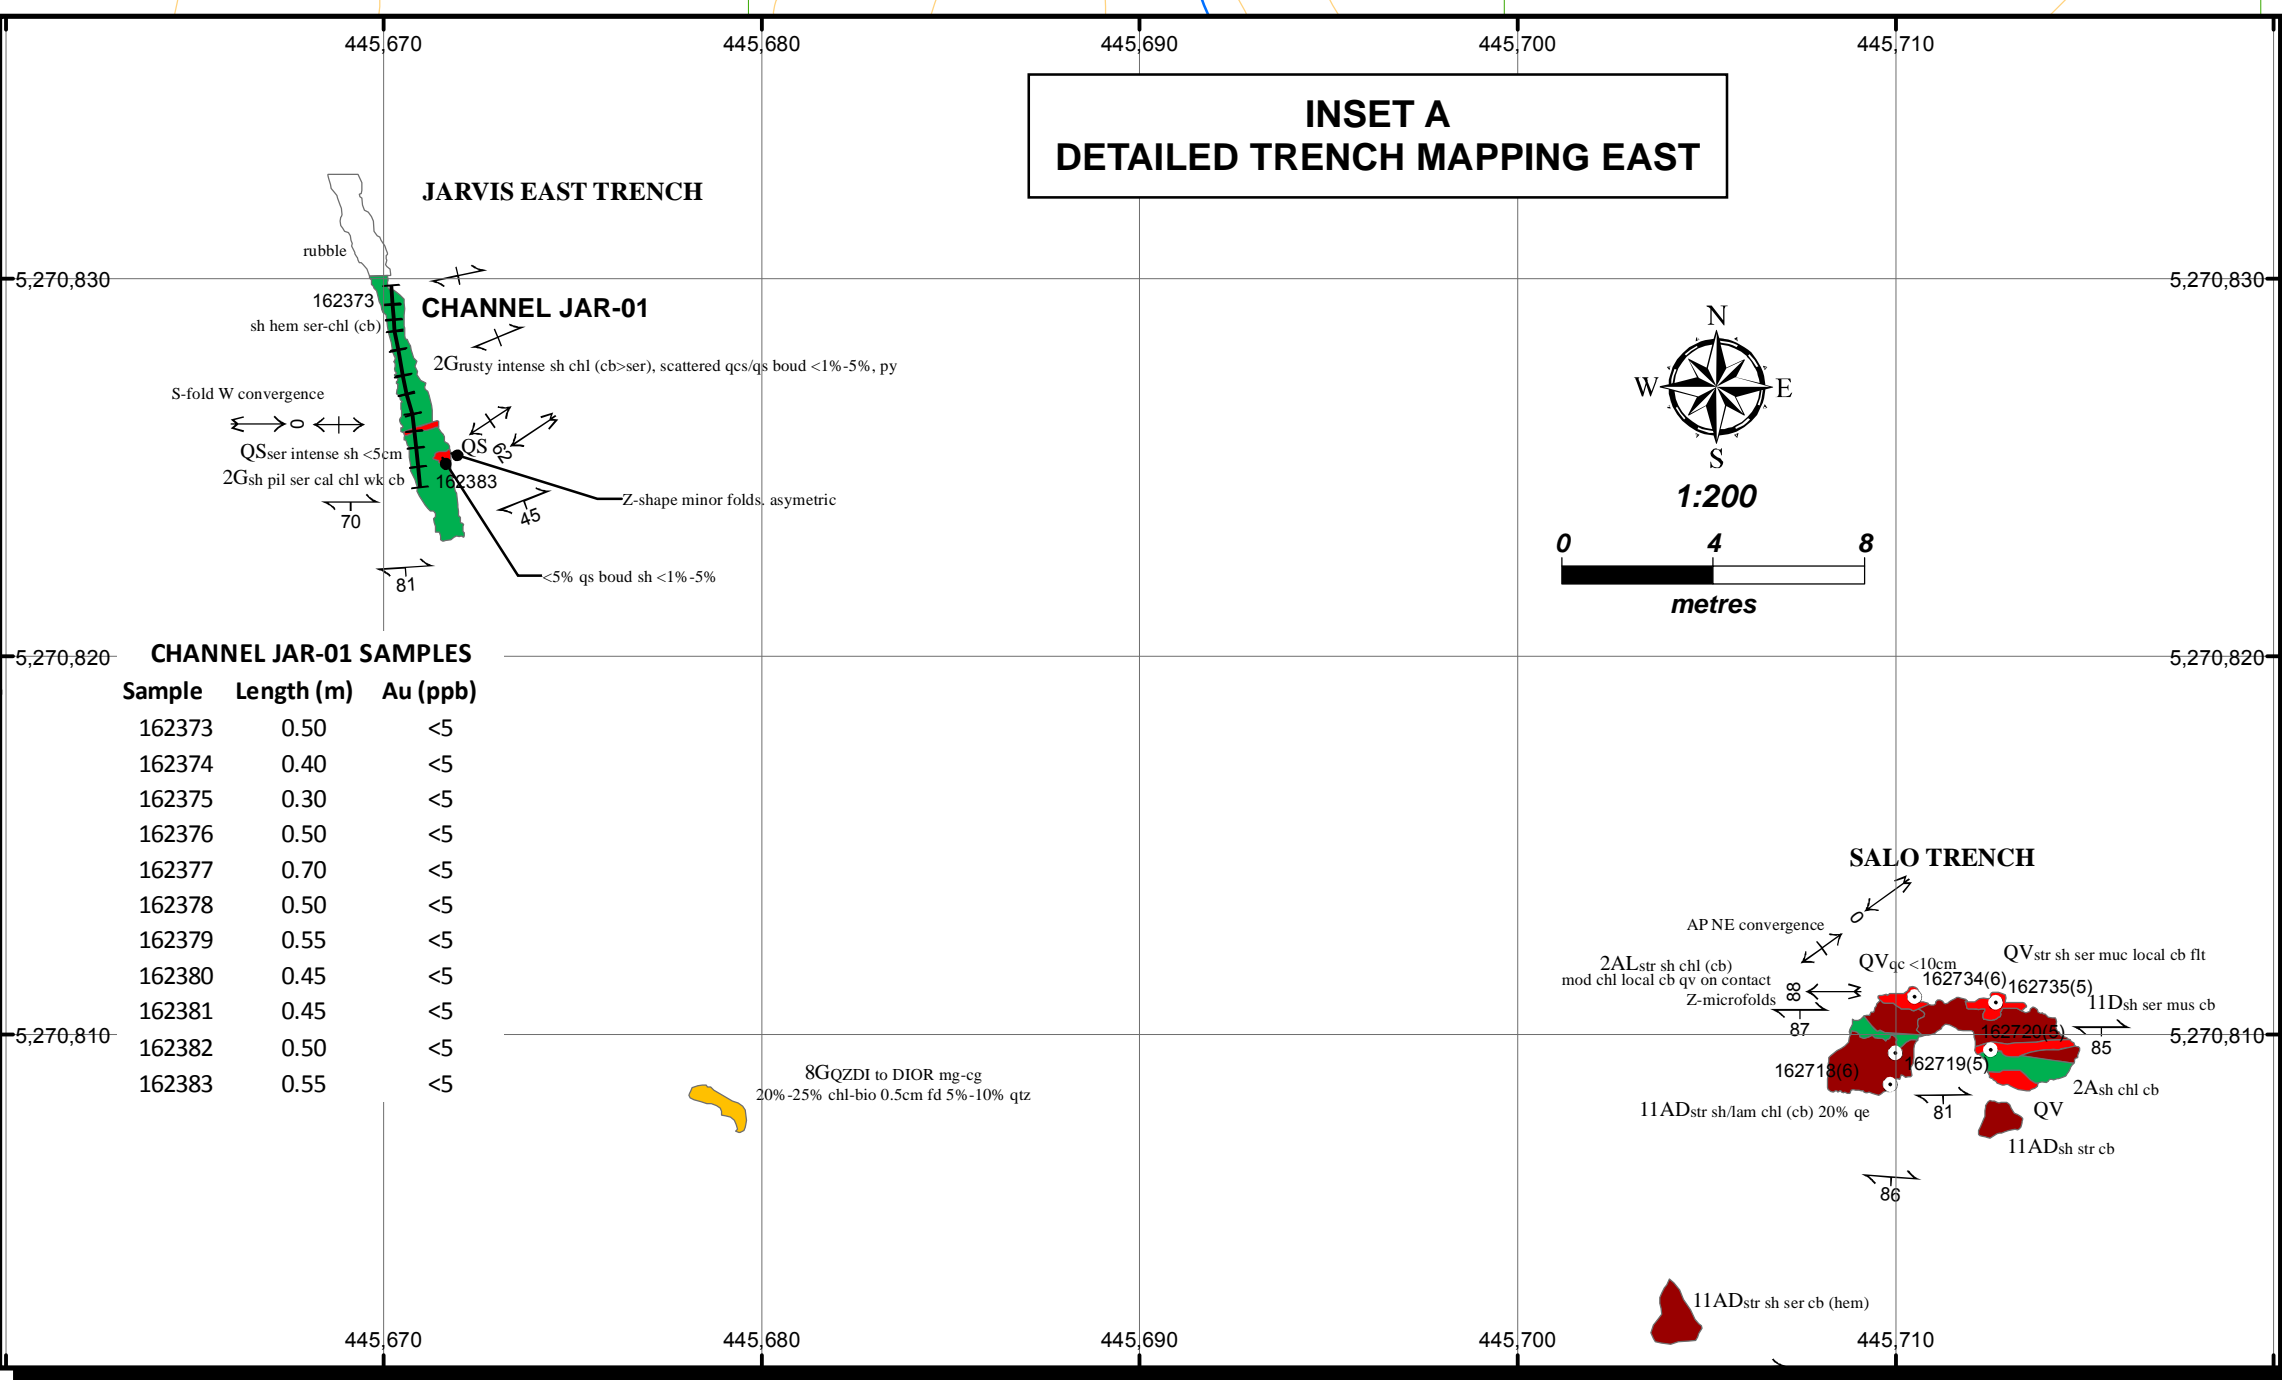 445,670 445,680 445,690 445,700 445,710
INSET A
DETAILED TRENCH MAPPING EAST
JARVIS EAST TRENCH
rubble
5,270,830 5,270,830
162373
CHANNEL JAR-01
sh hem ser-chl (cb)
2Grusty intense sh chl (cb>ser), scattered qcs/qs boud <1%-5%, py
S-fold W convergence
0
QS
62
QSser intense sh <5cm
2Gsh pil ser cal chl wk cb
162383
Z-shape minor folds. asymetric
70
45
81
<5% qs boud sh <1%-5%
N
W E
S
1:200
0 4 8
metres
5,270,820 5,270,820
CHANNEL JAR-01 SAMPLES
Sample Length (m) Au (ppb)
162373 0.50 <5
162374 0.40 <5
162375 0.30 <5
162376 0.50 <5
162377 0.70 <5
162378 0.50 <5
162379 0.55 <5
162380 0.45 <5
162381 0.45 <5
162382 0.50 <5
162383 0.55 <5
SALO TRENCH
0
AP NE convergence
QVstr sh ser muc local cb flt
2ALstr sh chl (cb)
QVqc <10cm
mod chl local cb qv on contact
162734(6)
162735(5)
Z-microfolds
88
11Dsh ser mus cb
87
5,270,810 5,270,810
162720(5)
85
162718(6)
162719(5)
8GQZDI to DIOR mg-cg
20%-25% chl-bio 0.5cm fd 5%-10% qtz
2Ash chl cb
11ADstr sh/lam chl (cb) 20% qe
81
QV
11ADsh str cb
86
11ADstr sh ser cb (hem)
445,670 445,680 445,690 445,700 445,710